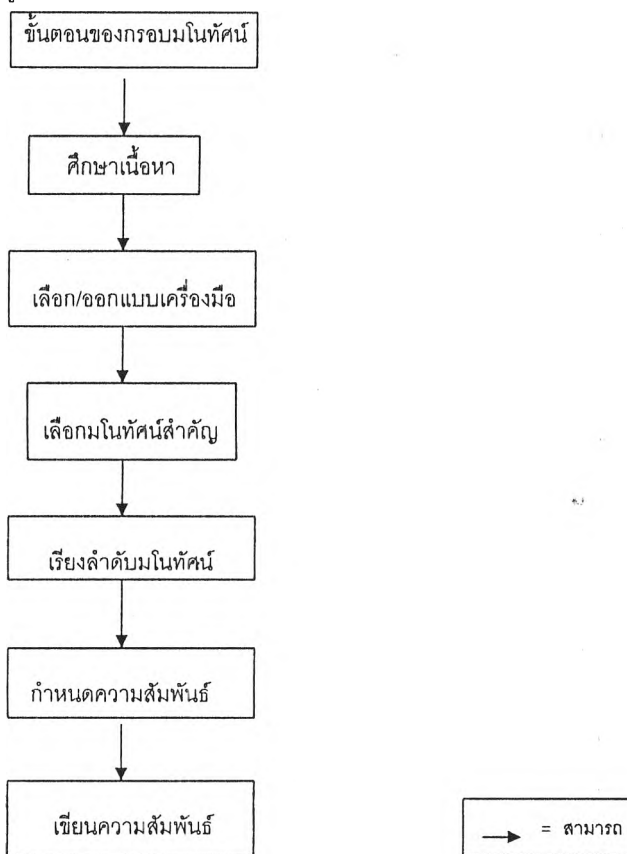 ขั้นตอนของกรอบมโนทัศน์
ศึกษาเนื้อหา
เลือก/ออกแบบเครื่องมือ
เลือกมโนทัศน์สำคัญ
เรียงลำดับมโนทัศน์
กำหนดความสัมพันธ์
เขียนความสัมพันธ์
= สามารถ